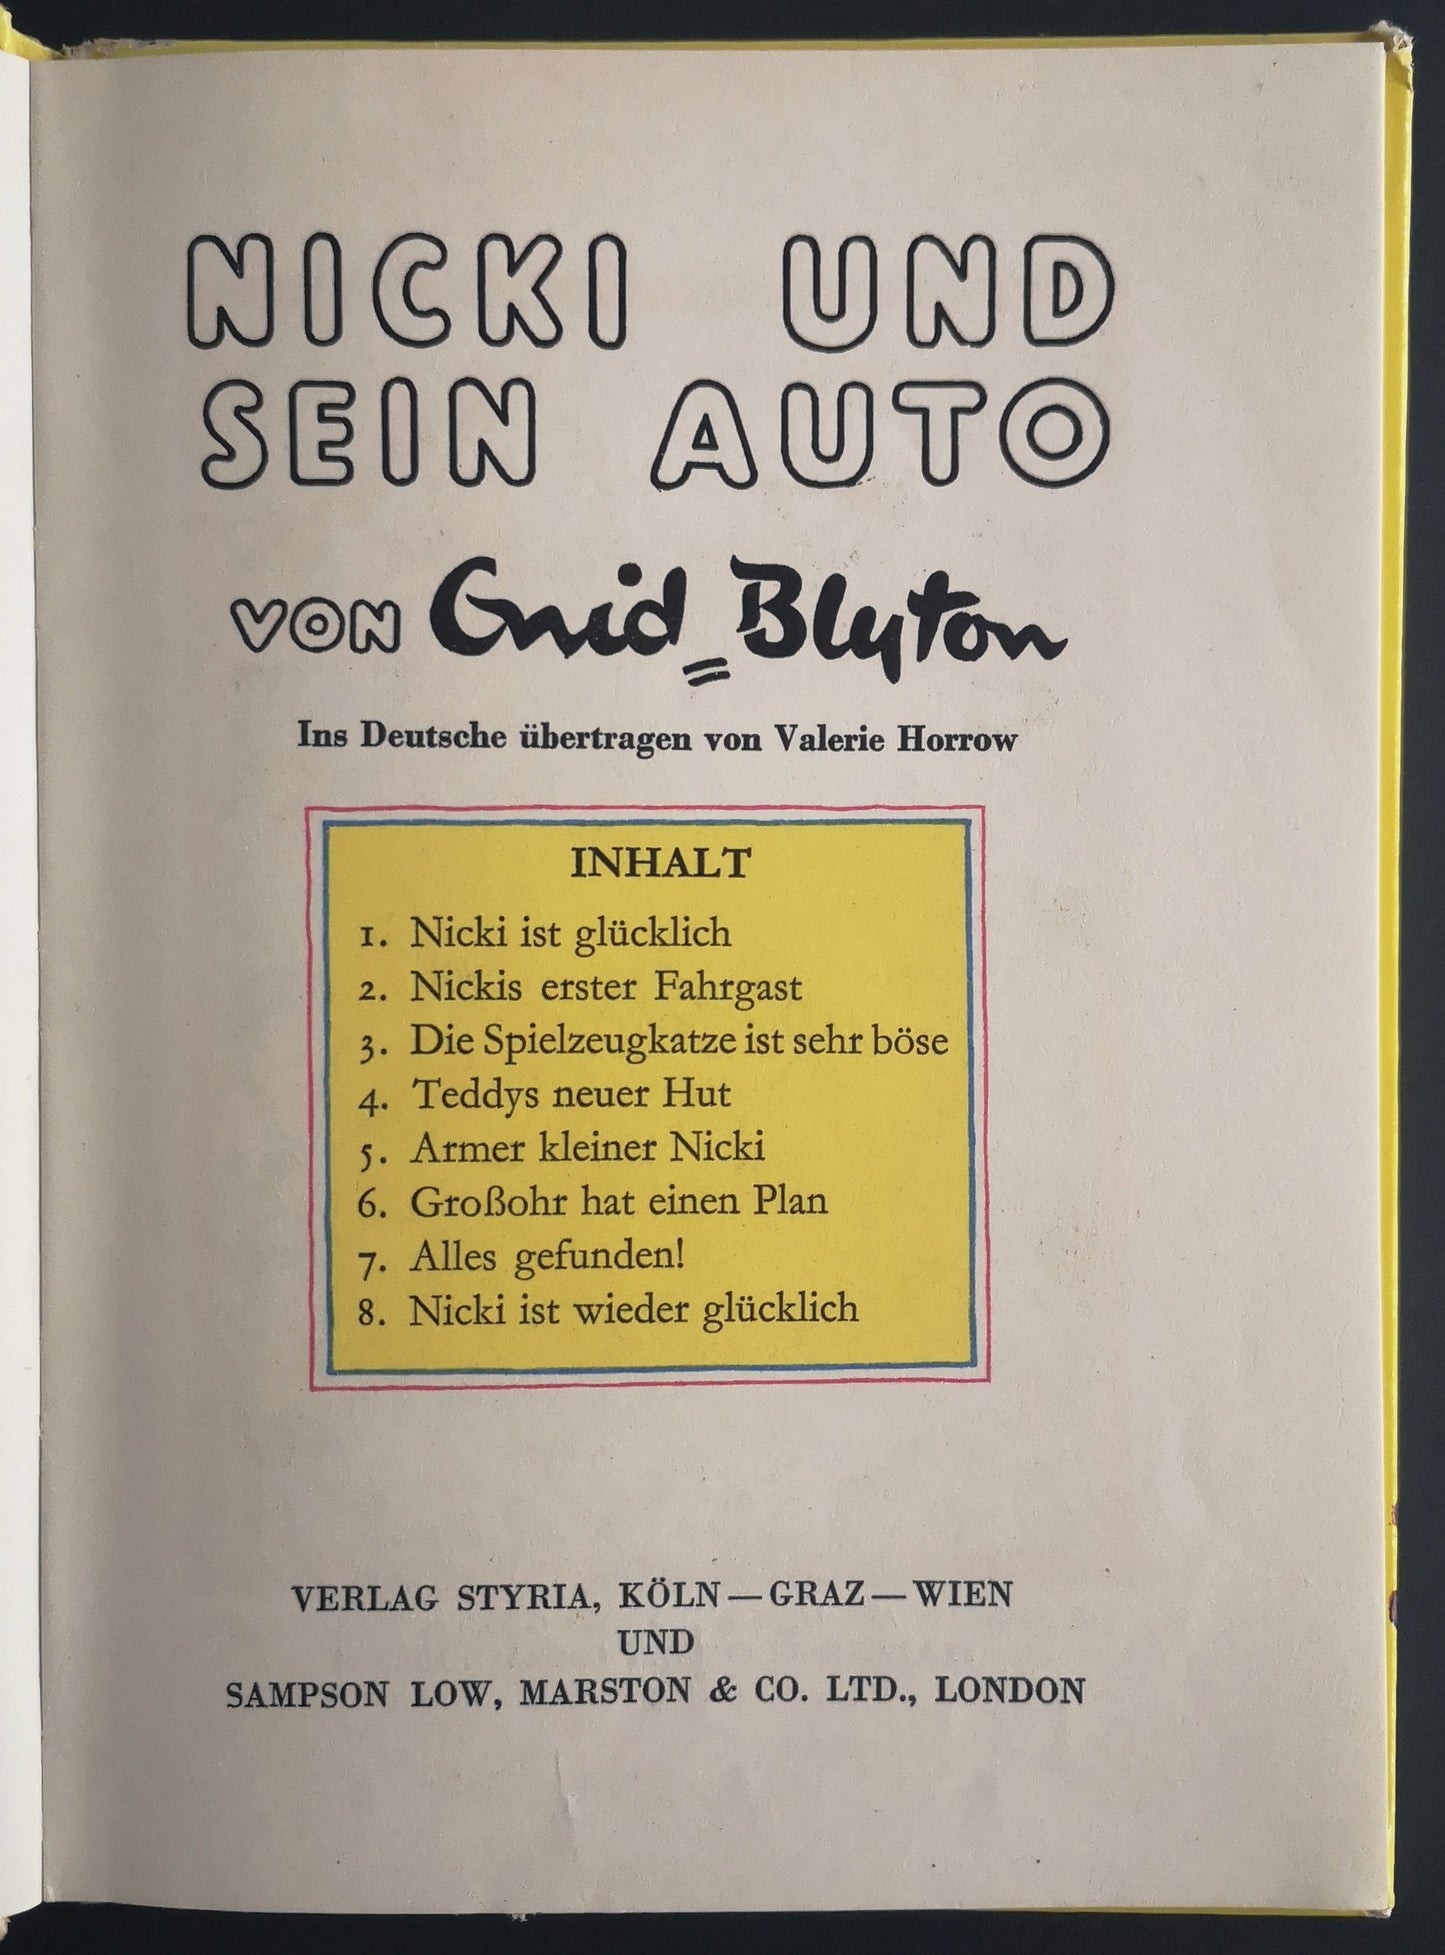 NICKI UND
SEIN AUTO
VON Enid Blyton
Ins Deutsche übertragen von Valerie Horrow
INHALT
1. Nicki ist glücklich
2. Nickis erster Fahrgast
3. Die Spielzeugkatze ist sehr böse
4. Teddys neuer Hut
5. Armer kleiner Nicki
6. Großohr hat einen Plan
7. Alles gefunden!
8. Nicki ist wieder glücklich
VERLAG STYRIA, KÖLN — GRAZ — WIEN
UND
SAMPSON LOW, MARSTON & CO. LTD., LONDON